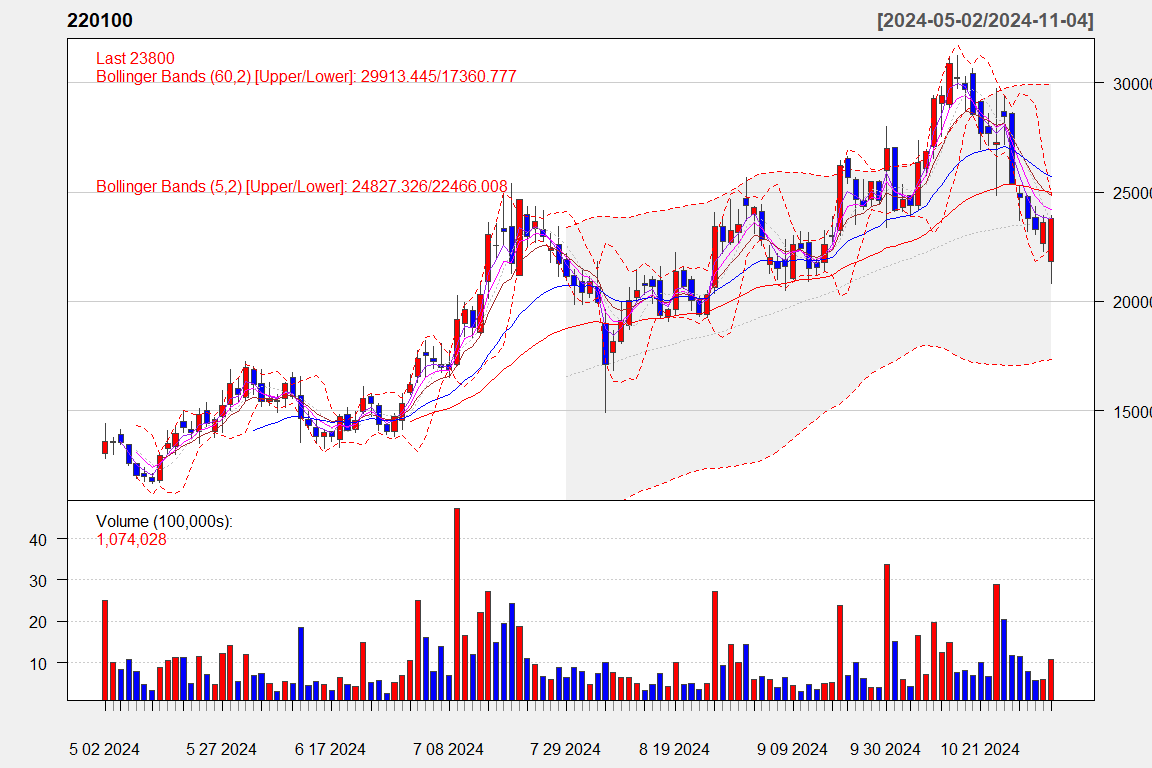 220100 [2024-05-02/2024-11-04]
Last 23800
Bollinger Bands (60,2) [Upper/Lower]: 29913.445/17360.777
30000
Bollinger Bands (5,2) [Upper/Lower]: 24827.326/22466.008
25000
20000
15000
Volume (100,000s):
1,074,028
40
30
20
10
5 02 2024 5 27 2024 6 17 2024 7 08 2024 7 29 2024 8 19 2024 9 09 2024 9 30 2024 10 21 2024